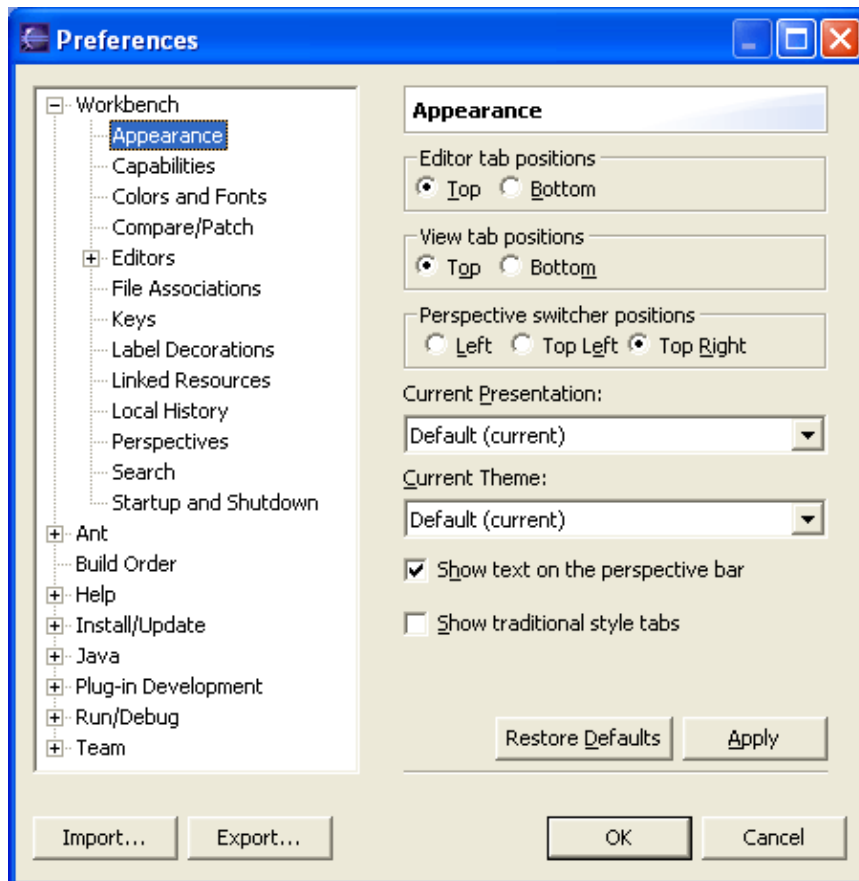 Preferences
Workbench
Appearance
Capabilities
Colors and Fonts
Compare/Patch
Editors
File Associations
Keys
Label Decorations
Linked Resources
Local History
Perspectives
Search
Startup and Shutdown
Ant
Build Order
Help
Install/Update
Java
Plug-in Development
Run/Debug
Team
Appearance
Editor tab positions
Top Bottom
View tab positions
Top Bottom
Perspective switcher positions
Left Top Left Top Right
Current Presentation:
Default (current)
Current Theme:
Default (current)
Show text on the perspective bar
Show traditional style tabs
Restore Defaults Apply
Import... Export... OK Cancel